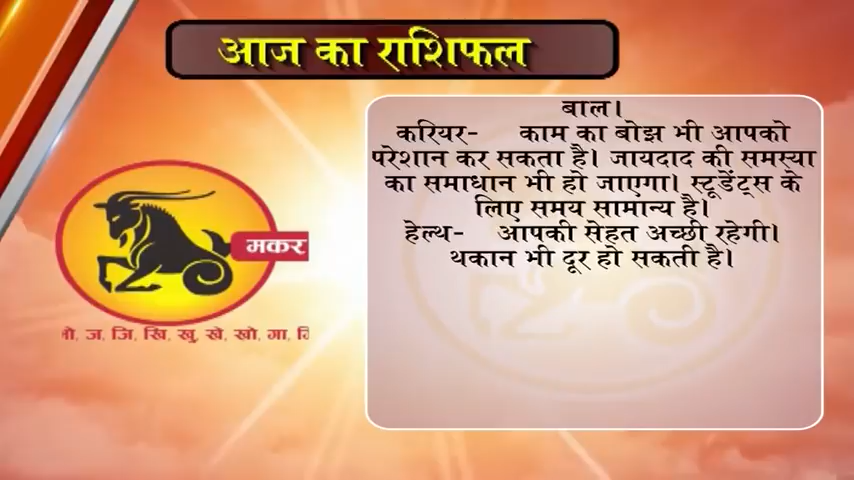 आज का राशिफल
बाल।
करियर- काम का बोझ भी आपको
परेशान कर सकता है। जायदाद की समस्या
का समाधान भी हो जाएगा। स्टूडेंट्स के
लिए समय सामान्य है।
हेल्थ- आपकी सेहत अच्छी रहेगी।
थकान भी दूर हो सकती है।
मकर
ज, जि, खि, खु, खे, खो, गा,